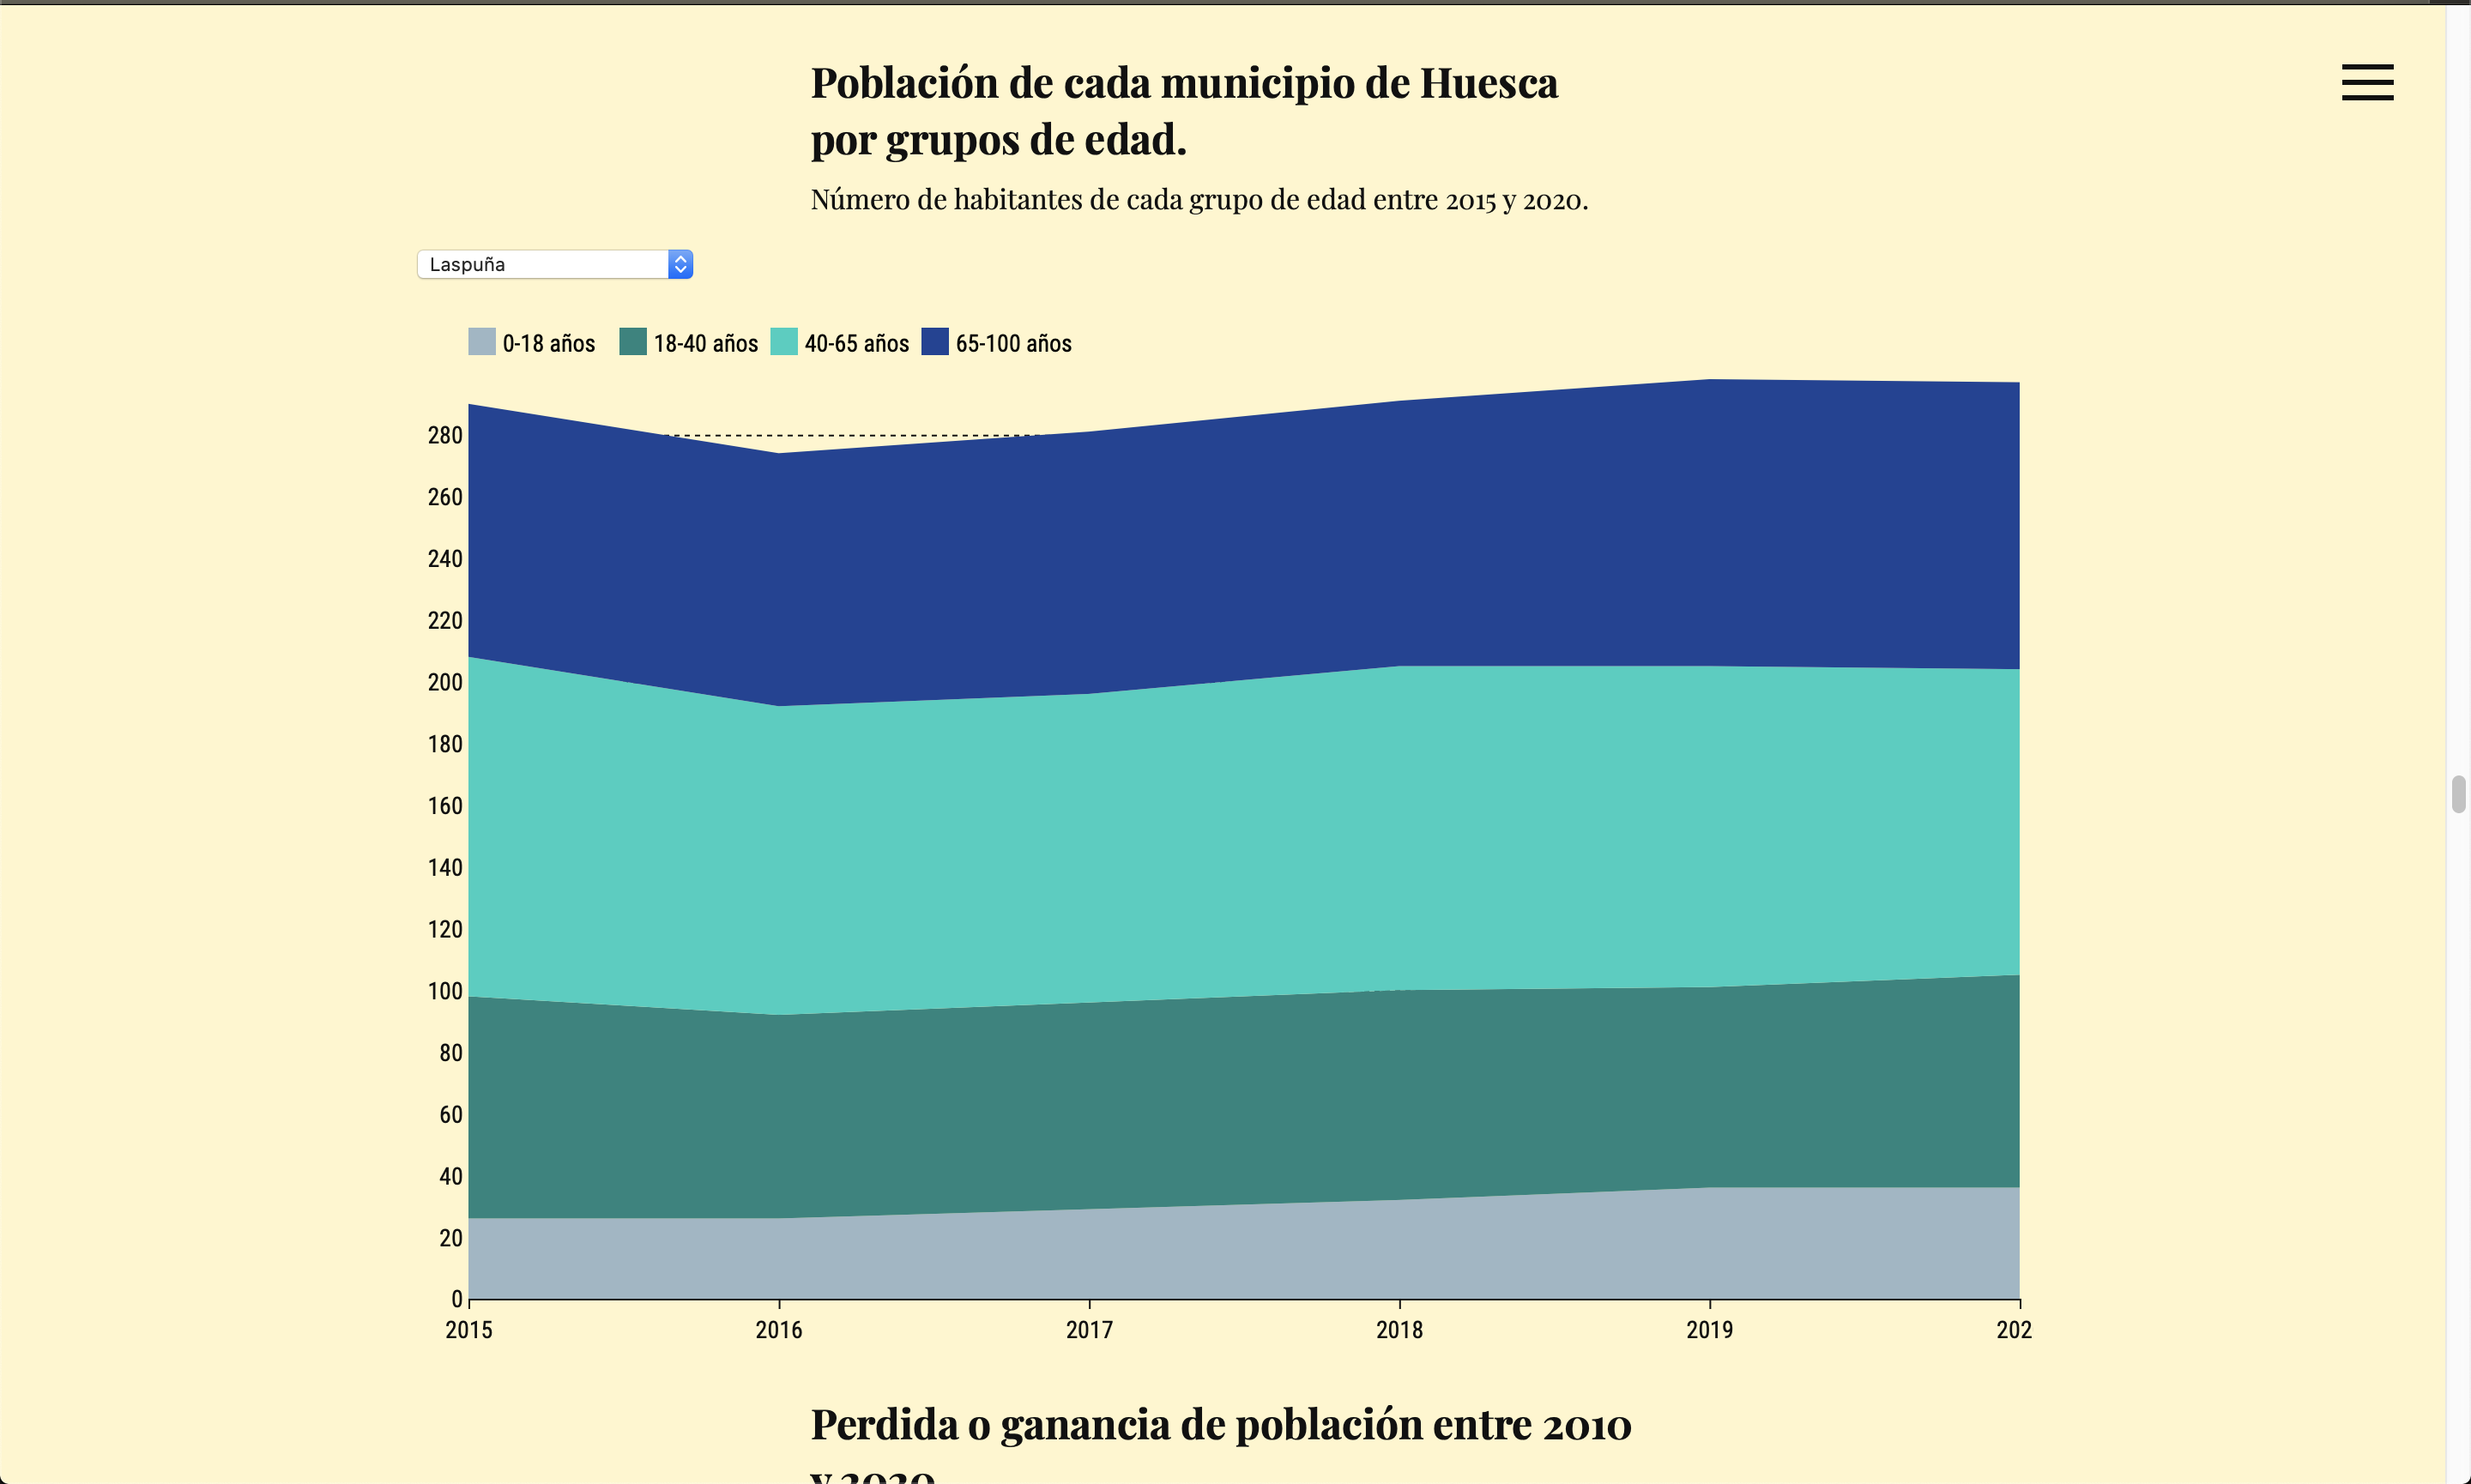 Población de cada municipio de Huesca
por grupos de edad.
Número de habitantes de cada grupo de edad entre 2015 y 2020.
Laspuña
0-18 años 18-40 años 40-65 años 65-100 años
280
260
240
220
200
180
160
140
120
100
80
60
40
20
0
2015 2016 2017 2018 2019 202
Perdida o ganancia de población entre 2010
y 2020